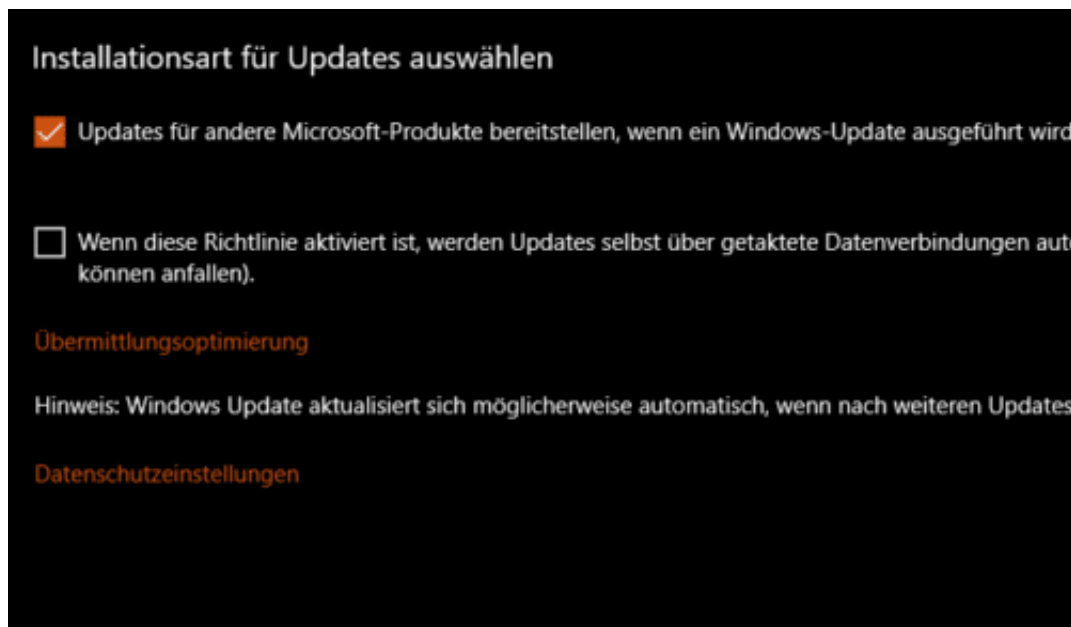 Installationsart für Updates auswählen
Updates für andere Microsoft-Produkte bereitstellen, wenn ein Windows-Update ausgeführt wird
Wenn diese Richtlinie aktiviert ist, werden Updates selbst über getaktete Datenverbindungen
können anfallen).
Übermittlungsoptimierung
Hinweis: Windows Update aktualisiert sich möglicherweise automatisch, wenn nach weiteren Updates
Datenschutzeinstellungen